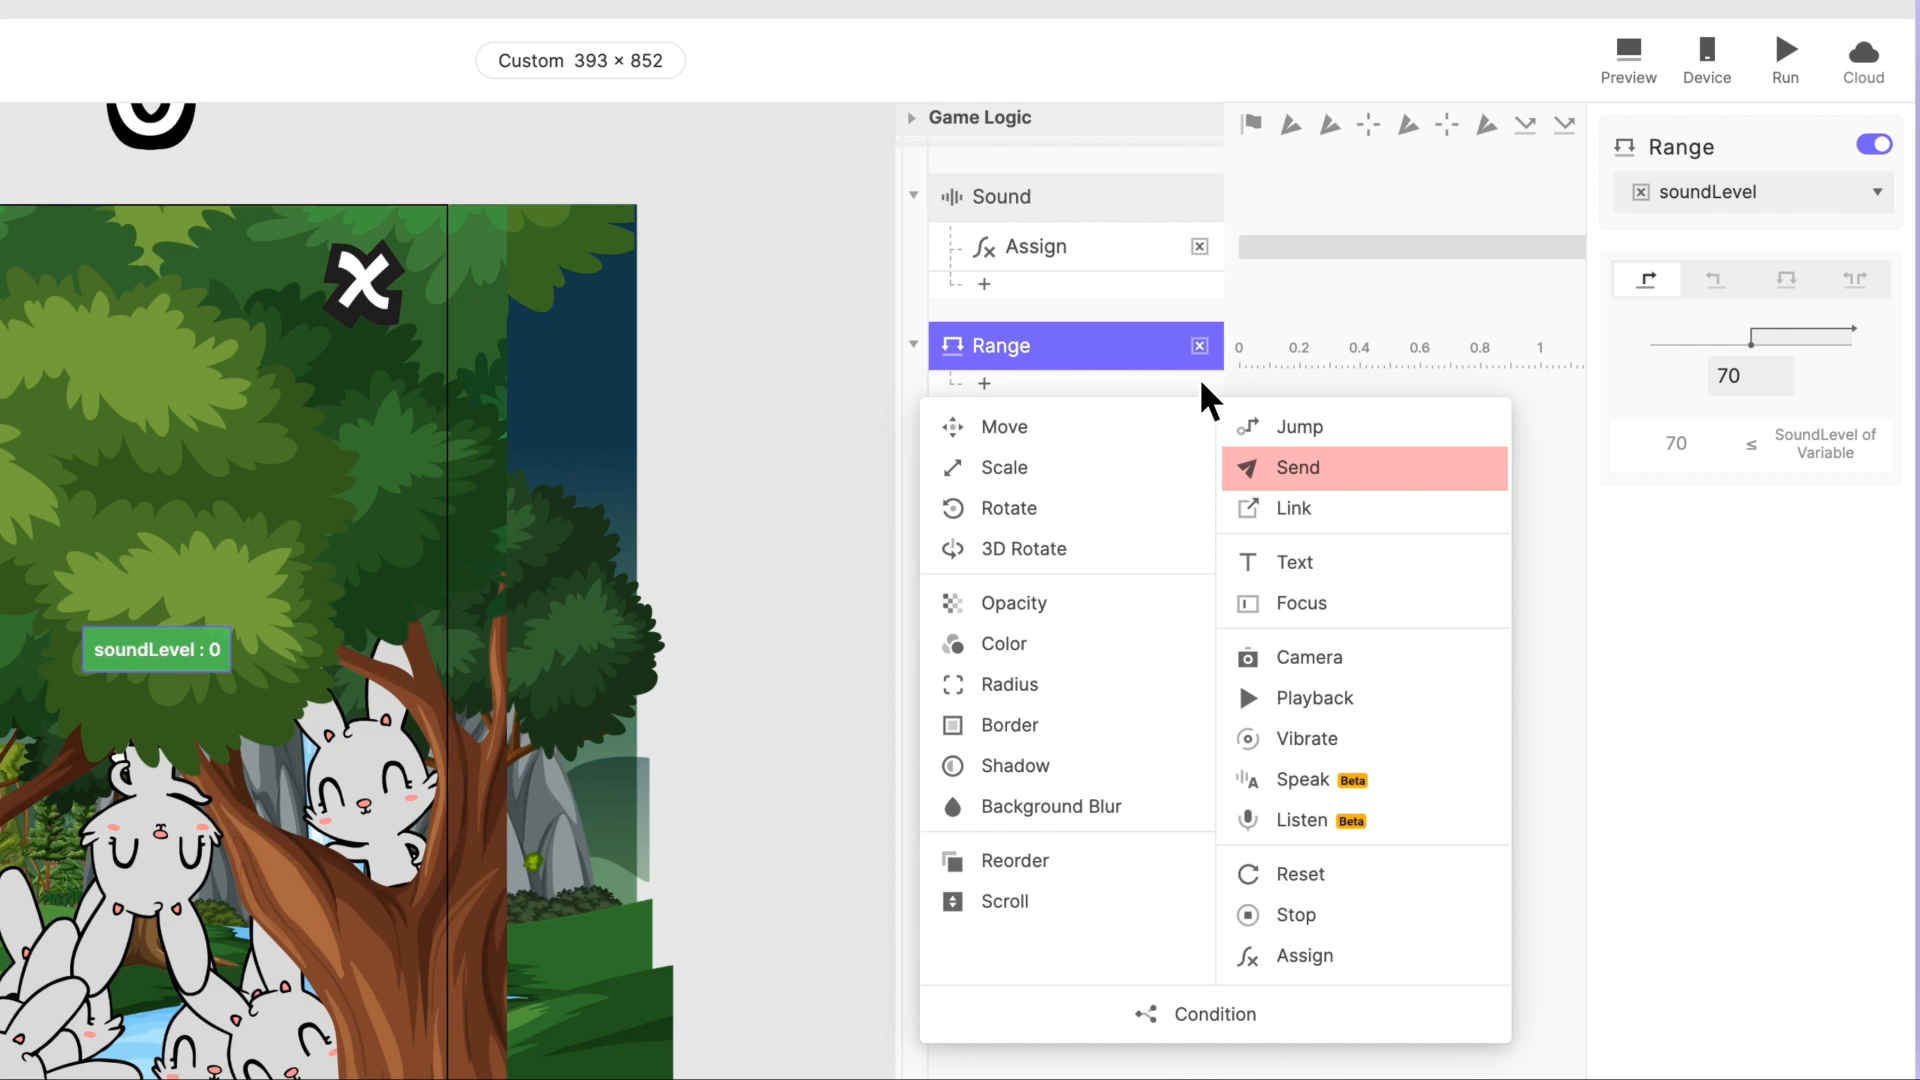 Custom 393 × 852
Preview
Device
Run
Cloud
Game Logic
Sound
Assign
Range
0 0.2 0.4 0.6 0.8 1
Move
Scale
Rotate
3D Rotate
Opacity
Color
Radius
Border
Shadow
Background Blur
Reorder
Scroll
Jump
Send
Link
Text
Focus
Camera
Playback
Vibrate
Speak Beta
Listen Beta
Reset
Stop
Assign
Condition
Range
soundLevel
70
70 ≤ SoundLevel of
Variable
X
soundLevel : 0